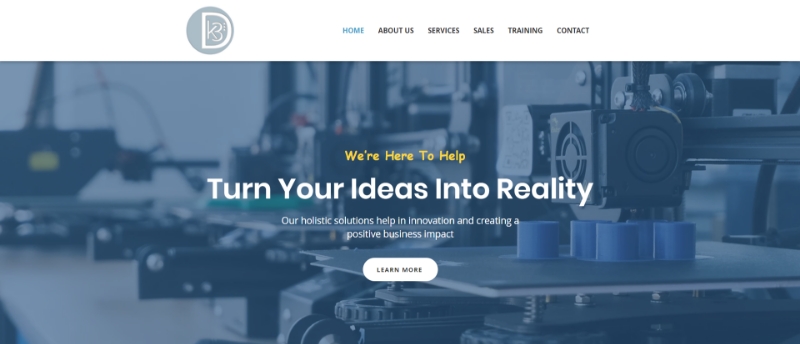 HOME ABOUT US SERVICES SALES TRAINING CONTACT
We're Here To Help
Turn Your Ideas Into Reality
Our holistic solutions help in innovation and creating a
positive business impact
LEARN MORE